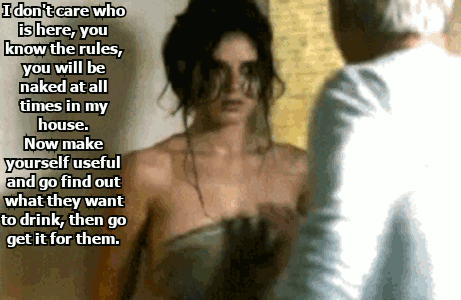 I don't care who
is here, you
know the rules,
you will be
naked at all
times in my
house.
Now make
yourself useful
and go find out
what they want
to drink, then go
get it for them.